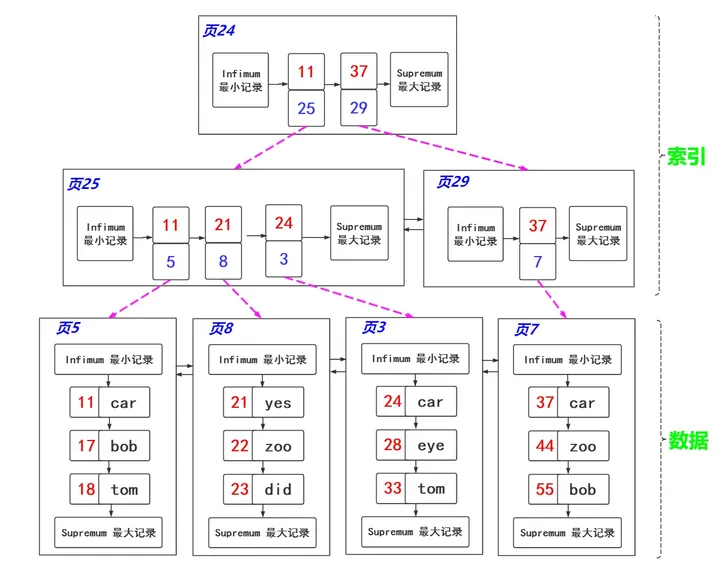 页24
Infimum
最小记录
11
37
Supremum
最大记录
25
29
索引
页25
页29
Infimum
最小记录
11
21
24
Supremum
最大记录
5
8
3
Infimum
最小记录
37
Supremum
最大记录
7
页5
Infimum 最小记录
11 car
17 bob
18 tom
Supremum 最大记录
页8
Infimum 最小记录
21 yes
22 zoo
23 did
Supremum 最大记录
页3
Infimum 最小记录
24 car
28 eye
33 tom
Supremum 最大记录
页7
Infimum 最小记录
37 car
44 zoo
55 bob
Supremum 最大记录
数据